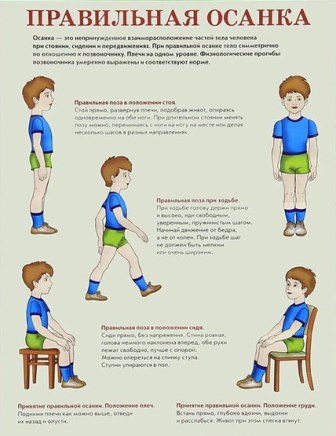 ПРАВИЛЬНАЯ ОСАНКА
Осанка — это непринужденное взаиморасположение частей тела человека
при стоянии, сидении и передвижениях. При правильной осанке тело симметрично
по отношению к позвоночнику. Плечи на одном уровне. Физиологические прогибы
позвоночника умеренно выражены и соответствуют норме.
Правильная поза в положении стоя.
Стой прямо, развернув плечи, подобрав живот, опираясь
одновременно на обе ноги. При длительном стоянии менять
позу можно, переминаясь с ноги на ногу на месте или делая
несколько шагов в разных направлениях.
Правильная поза при ходьбе.
При ходьбе голову держи прямо
и высоко, иди свободным,
уверенным, пружинистым шагом.
Начинай движение от бедра,
а не от колен. При ходьбе шаг
не должен быть мелким
или очень широким.
Правильная поза в положении сидя.
Сиди прямо, без напряжения. Спина ровная,
голова немного наклонена вперед, обе руки
лежат свободно, лучше с опорой.
Можно опереться на спинку стула.
Ступни упираются в пол.
Принятие правильной осанки. Положение плеч.
Подними плечи как можно выше, отведи
их назад и опусти.
Принятие правильной осанки. Положение груди.
Встань прямо, глубоко вдохни, выдохни
и расслабься. Живот при этом слегка втянут.